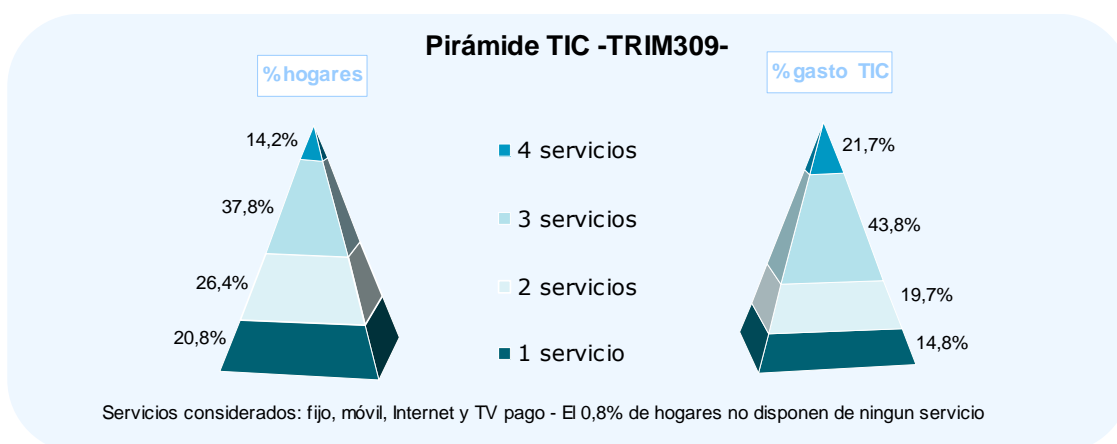 Pirámide TIC -TRIM309-
%hogares
%gasto TIC
14,2%
37,8%
26,4%
20,8%
4 servicios
3 servicios
2 servicios
1 servicio
21,7%
43,8%
19,7%
14,8%
Servicios considerados: fijo, móvil, Internet y TV pago - El 0,8% de hogares no disponen de ningun servicio